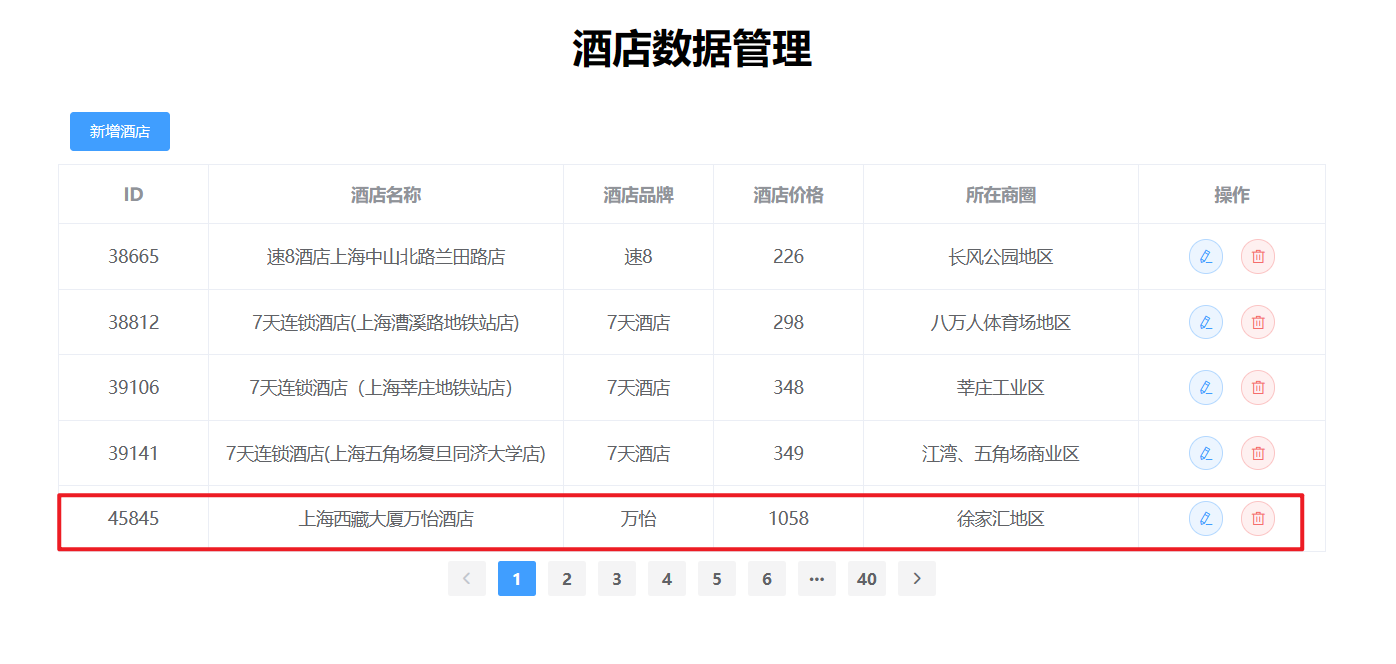 酒店数据管理
新增酒店
ID 酒店名称 酒店品牌 酒店价格 所在商圈 操作
38665 速8酒店上海中山北路兰田路店 速8 226 长风公园地区
38812 7天连锁酒店(上海漕溪路地铁站店) 7天酒店 298 八万人体育场地区
39106 7天连锁酒店（上海莘庄地铁站店） 7天酒店 348 莘庄工业区
39141 7天连锁酒店(上海五角场复旦同济大学店) 7天酒店 349 江湾、五角场商业区
45845 上海西藏大厦万怡酒店 万怡 1058 徐家汇地区
1 2 3 4 5 6 ••• 40